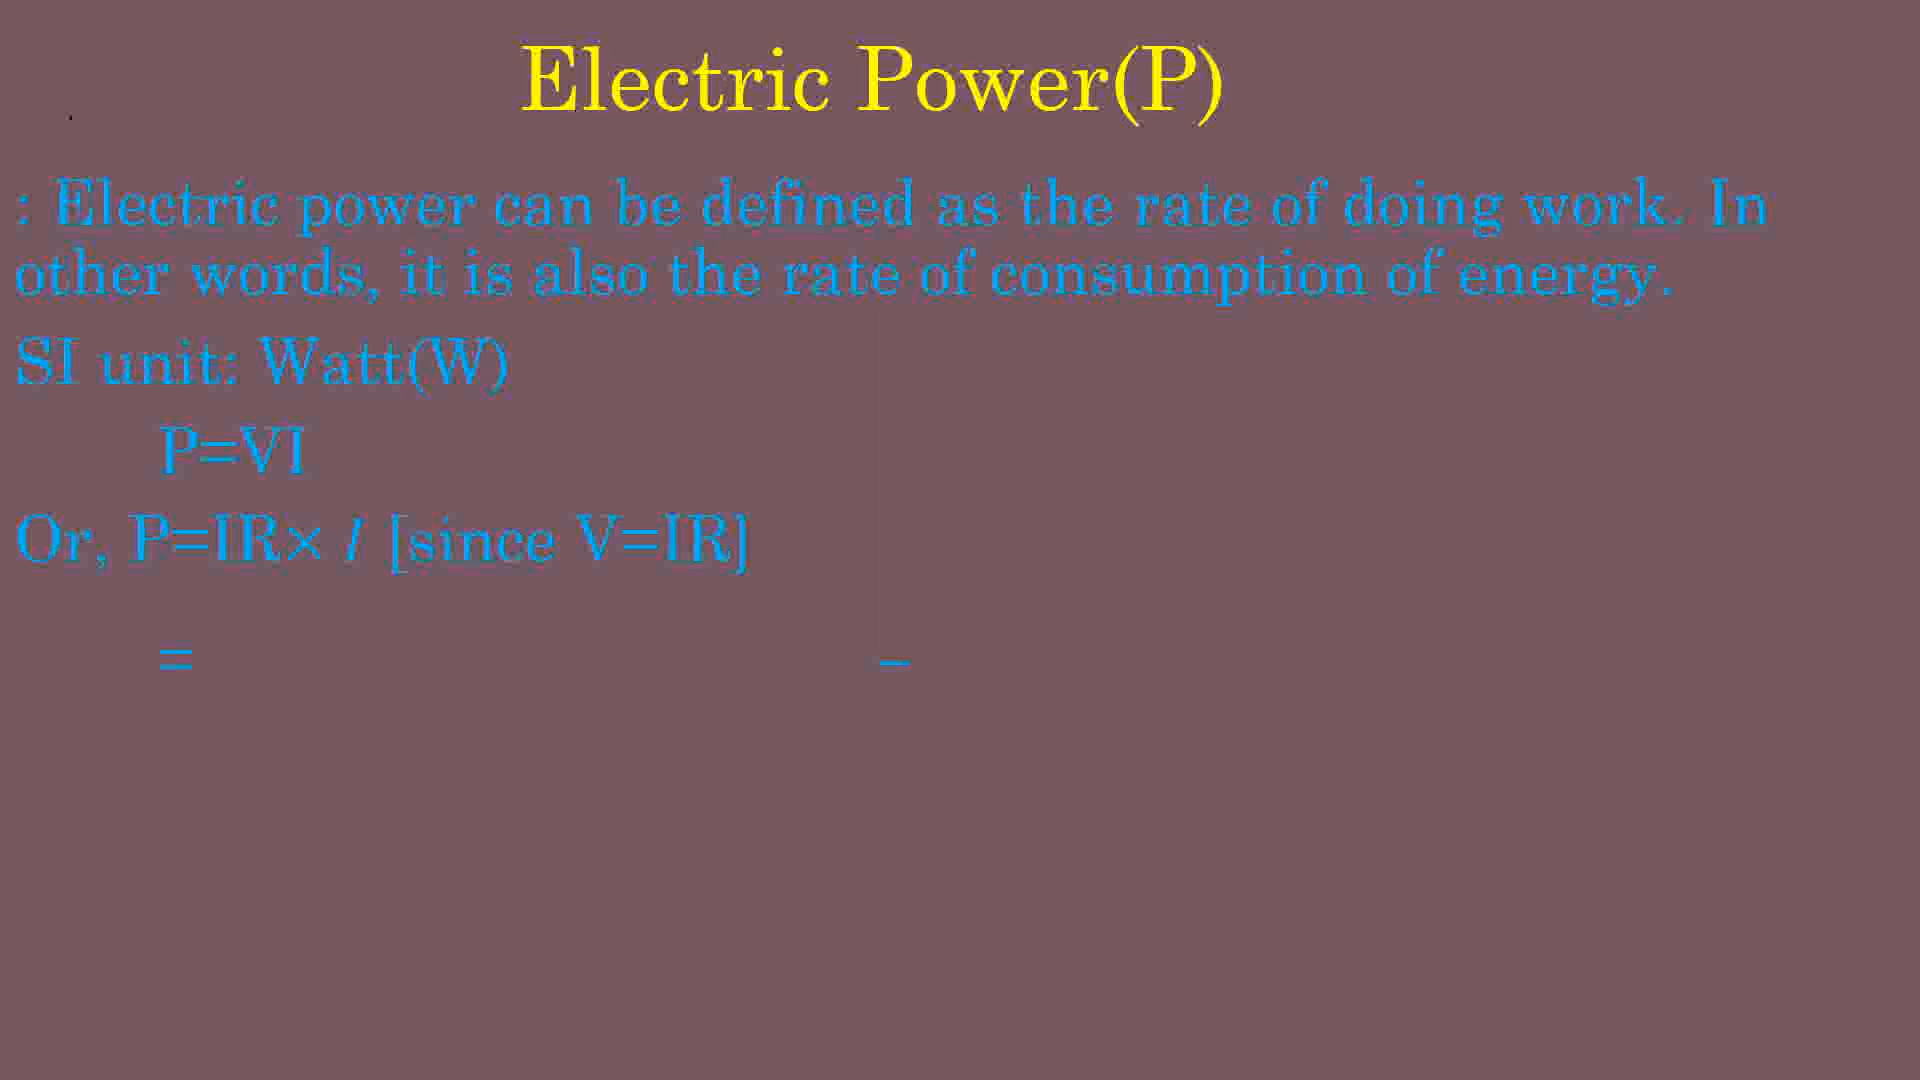 Electric Power(P)
: Electric power can be defined as the rate of doing work. In
other words, it is also the rate of consumption of energy.
SI unit: Watt(W)
P=VI
Or, P=IR× I [since V=IR]
= –